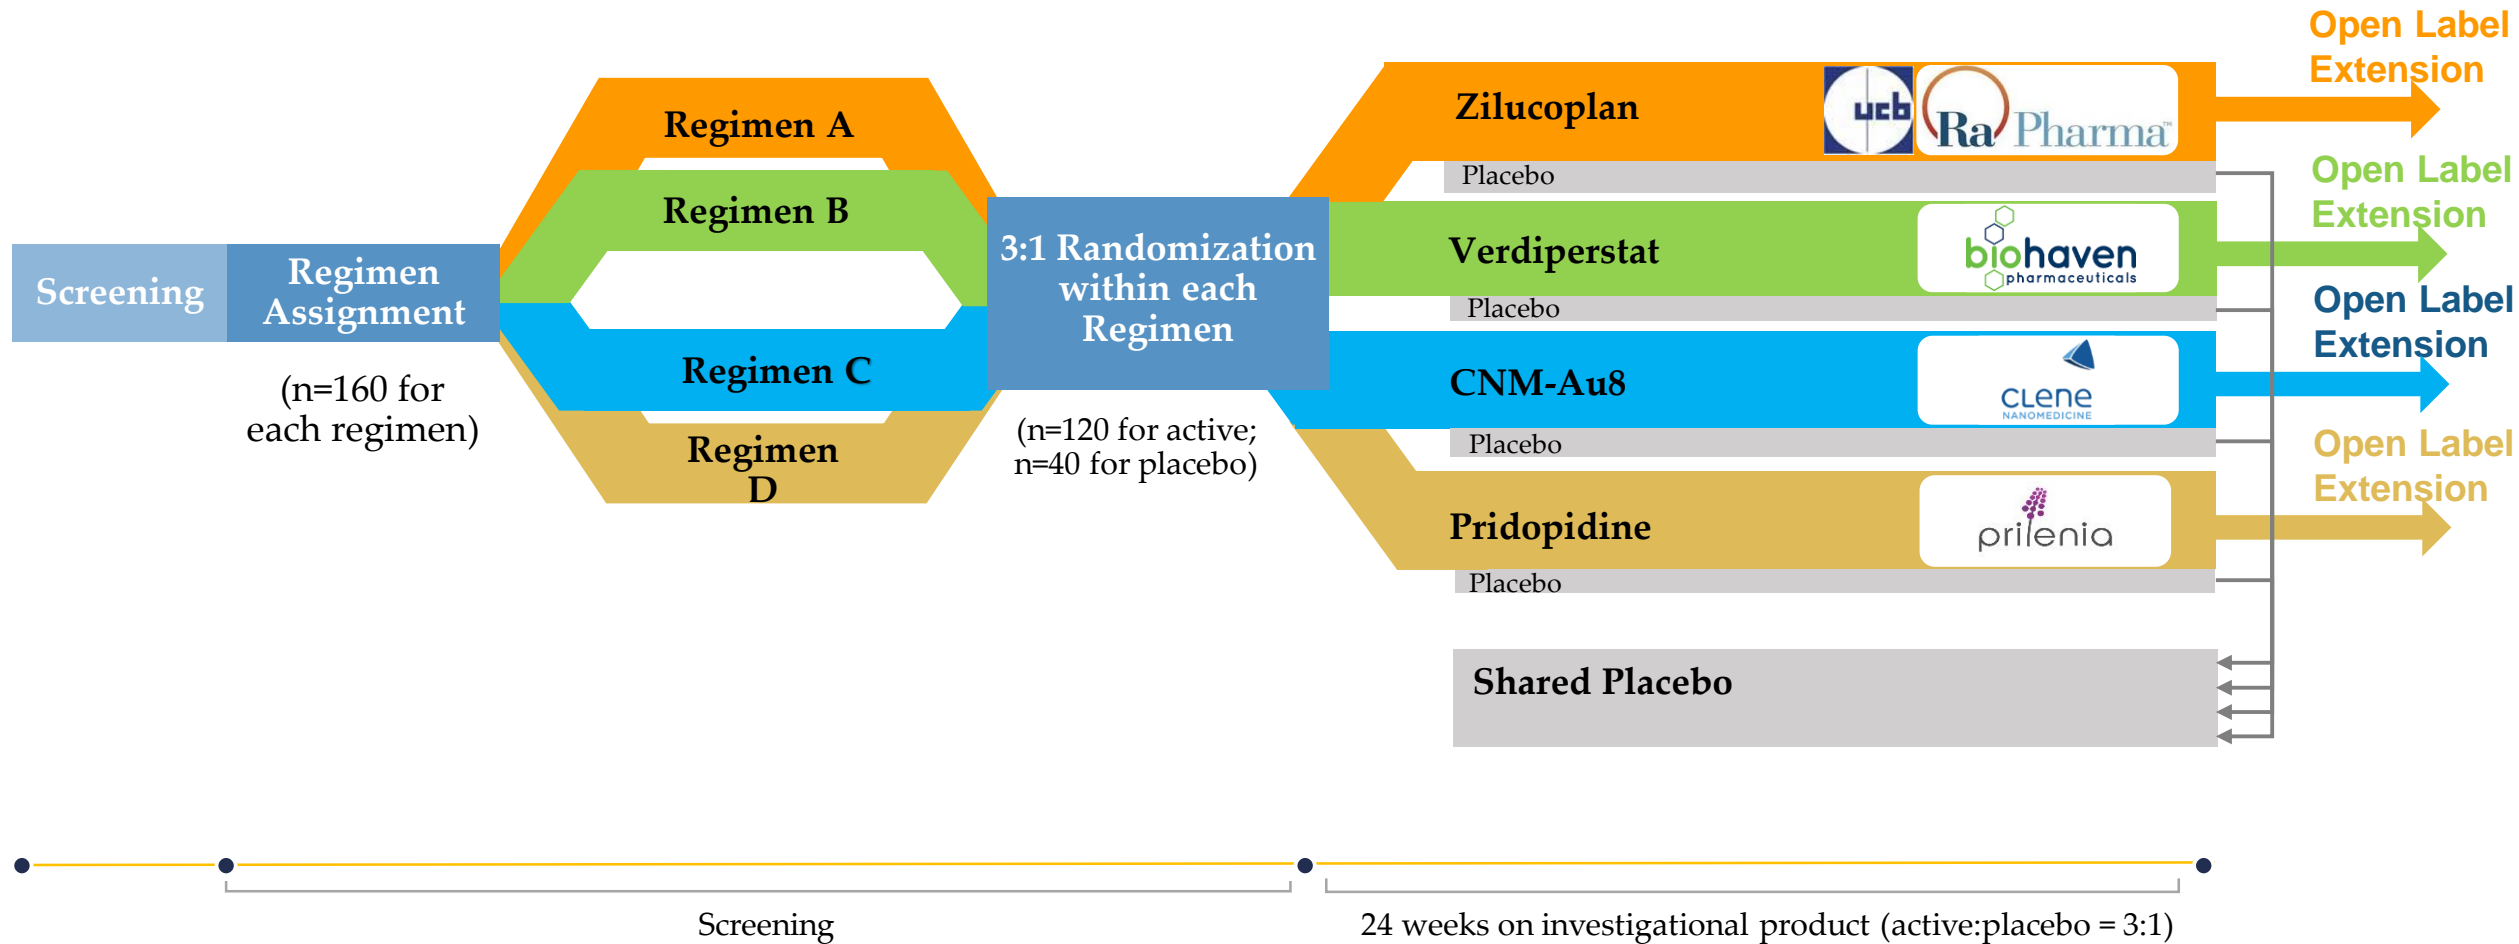 Screening
Regimen
Assignment
(n=160 for
each regimen)
Regimen A
Regimen B
Regimen C
Regimen
D
3:1 Randomization
within each
Regimen
(n=120 for active;
n=40 for placebo)
Zilucoplan
ucb
Ra Pharma™
Placebo
Open Label
Extension
Verdiperstat
biohaven
pharmaceuticals
Placebo
Open Label
Extension
CNM-Au8
CLENE
NANOMEDICINE
Placebo
Open Label
Extension
Pridopidine
prilenia
Placebo
Open Label
Extension
Shared Placebo
Screening
24 weeks on investigational product (active:placebo = 3:1)